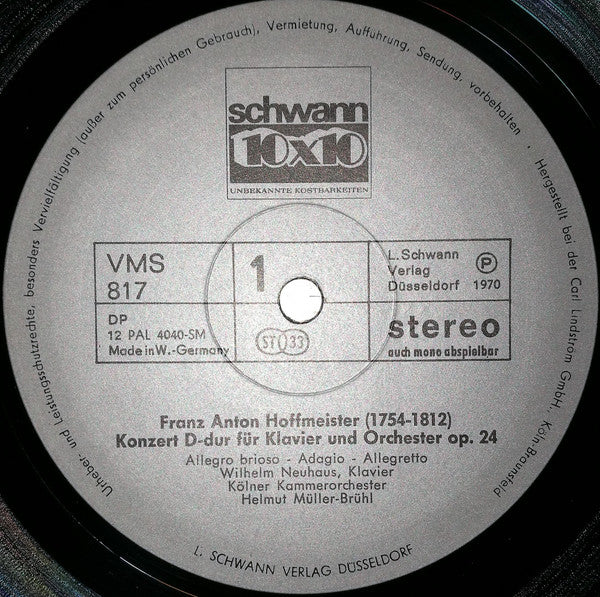 Urheber- und Leistungsschutzrechte, besonders Vervielfältigung (außer zum persönlichen Gebrauch), Vermietung, Aufführung, Sendung, vorbehalten · Hergestellt bei der Carl Lindström GmbH., Köln-Braunsfeld
schwann
10x10
UNBEKANNTE KOSTBARKEITEN
VMS
817
DP
12 PAL 4040-SM
Made in W.-Germany
1
ST 33
L. Schwann
Verlag
Düsseldorf
P
1970
stereo
auch mono abspielbar
Franz Anton Hoffmeister (1754-1812)
Konzert D-dur für Klavier und Orchester op. 24
Allegro brioso - Adagio - Allegretto
Wilhelm Neuhaus, Klavier
Kölner Kammerorchester
Helmut Müller-Brühl
L. SCHWANN VERLAG DÜSSELDORF